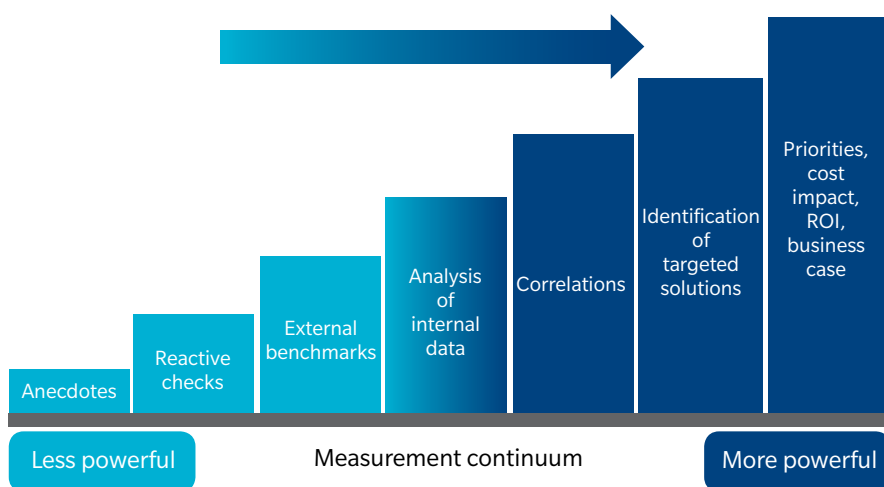 Anecdotes
Reactive
checks
External
benchmarks
Analysis
of
internal
data
Correlations
Identification
of
targeted
solutions
Priorities,
cost
impact,
ROI,
business
case
Less powerful
Measurement continuum
More powerful